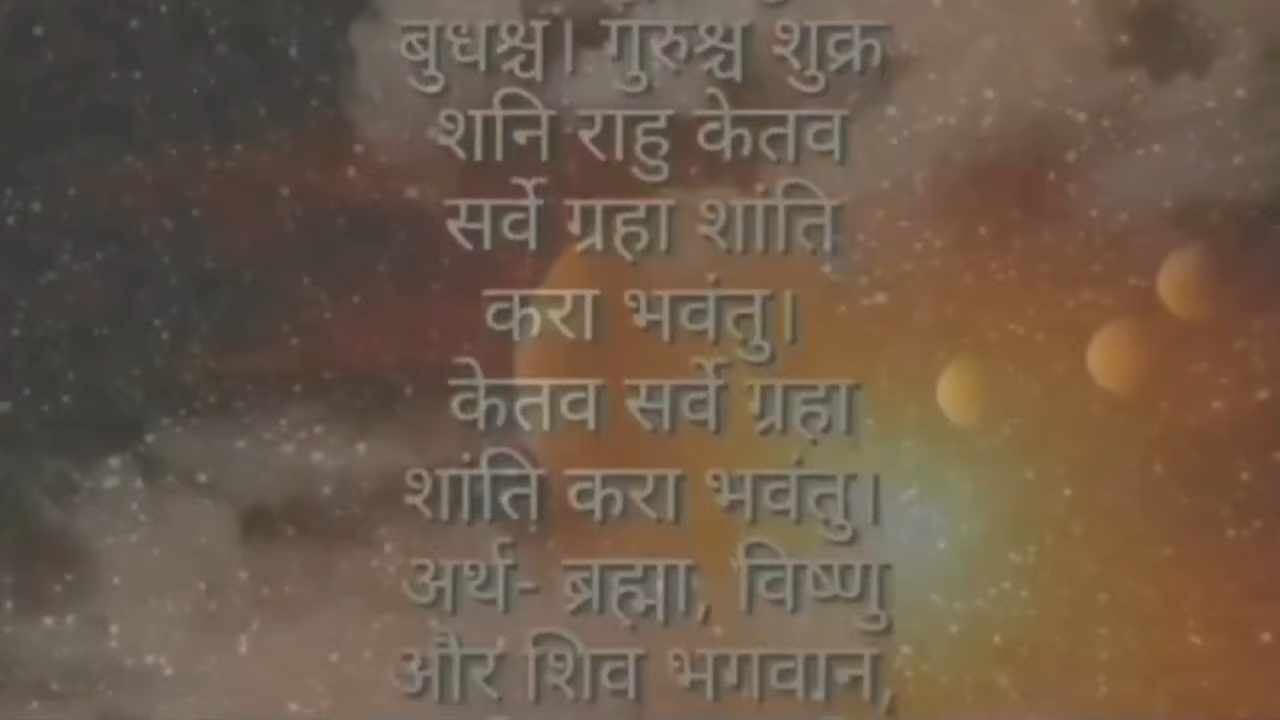 बुधश्च। गुरुश्च शुक्र
शनि राहु केतव
सर्वे ग्रहा शांति
करा भवंतु।
केतव सर्वे ग्रहा
शांति करा भवंतु।
अर्थ- ब्रह्मा, विष्णु
और शिव भगवान,